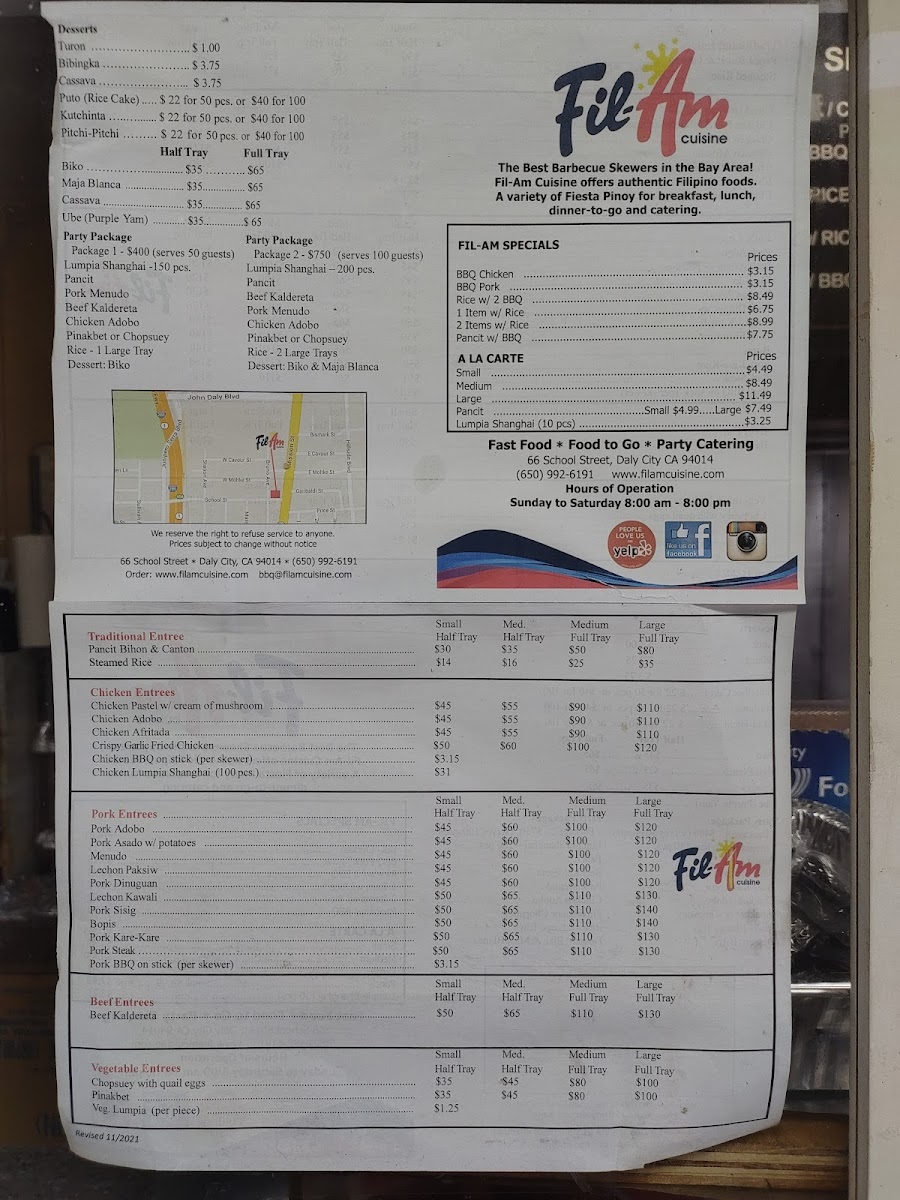 Desserts
Turon ........................... $ 1.00
Bibingka ....................... $ 3.75
Cassava ........................ $ 3.75
Puto (Rice Cake) ..... $ 22 for 50 pcs. or $40 for 100
Kutchinta .............. $ 22 for 50 pcs. or $40 for 100
Pitchi-Pitchi ......... $ 22 for 50 pcs. or $40 for 100
Half Tray Full Tray
Biko .................................. $35 ............ $65
Maja Blanca ..................... $35 .............. $65
Cassava ............................ $35 .............. $65
Ube (Purple Yam) ........... $35 .............. $ 65
Party Package
Package 1 - $400 (serves 50 guests)
Lumpia Shanghai -150 pcs.
Pancit
Pork Menudo
Beef Kaldereta
Chicken Adobo
Pinakbet or Chopsuey
Rice - 1 Large Tray
Dessert: Biko
Party Package
Package 2 - $750 (serves 100 guests)
Lumpia Shanghai – 200 pcs.
Pancit
Beef Kaldereta
Pork Menudo
Chicken Adobo
Pinakbet or Chopsuey
Rice - 2 Large Trays
Dessert: Biko & Maja Blanca
John Daly Blvd
Fil-Am
W Cavour St
E Cavour St
W Moltke St
E Moltke St
School St
Garibaldi St
Price St
Mission St
Hillside Blvd
We reserve the right to refuse service to anyone.
Prices subject to change without notice
66 School Street * Daly City, CA 94014 * (650) 992-6191
Order: www.filamcuisine.com bbq@filamcuisine.com
Fil-Am
cuisine
The Best Barbecue Skewers in the Bay Area!
Fil-Am Cuisine offers authentic Filipino foods.
A variety of Fiesta Pinoy for breakfast, lunch,
dinner-to-go and catering.
FIL-AM SPECIALS
Prices
BBQ Chicken ........ $3.15
BBQ Pork ........ $3.15
Rice w/ 2 BBQ ........ $8.49
1 Item w/ Rice ........ $6.75
2 Items w/ Rice ........ $8.99
Pancit w/ BBQ ........ $7.75
A LA CARTE Prices
Small ........ $4.49
Medium ........ $8.49
Large ........ $11.49
Pancit ........ Small $4.99.....Large $7.49
Lumpia Shanghai (10 pcs) ........ $3.25
Fast Food * Food to Go * Party Catering
66 School Street, Daly City CA 94014
(650) 992-6191 www.filamcuisine.com
Hours of Operation
Sunday to Saturday 8:00 am - 8:00 pm
PEOPLE
LOVE US
ON
yelp
like us on
facebook
f
Small Med. Medium Large
Traditional Entree Half Tray Half Tray Full Tray Full Tray
Pancit Bihon & Canton ........ $30 $35 $50 $80
Steamed Rice ........ $14 $16 $25 $35
Chicken Entrees
Chicken Pastel w/ cream of mushroom ........ $45 $55 $90 $110
Chicken Adobo ........ $45 $55 $90 $110
Chicken Afritada ........ $45 $55 $90 $110
Crispy Garlic Fried Chicken ........ $50 $60 $100 $120
Chicken BBQ on stick (per skewer) ........ $3.15
Chicken Lumpia Shanghai (100 pcs.) ........ $31
Small Med. Medium Large
Pork Entrees ........ Half Tray Half Tray Full Tray Full Tray
Pork Adobo ........ $45 $60 $100 $120
Pork Asado w/ potatoes ........ $45 $60 $100 $120
Menudo ........ $45 $60 $100 $120
Lechon Paksiw ........ $45 $60 $100 $120
Pork Dinuguan ........ $45 $60 $100 $120
Lechon Kawali ........ $50 $65 $110 $130
Pork Sisig ........ $50 $65 $110 $140
Bopis ........ $50 $65 $110 $140
Pork Kare-Kare ........ $50 $65 $110 $130
Pork Steak ........ $50 $65 $110 $130
Pork BBQ on stick (per skewer) ........ $3.15
Fil-Am
cuisine
Small Med. Medium Large
Beef Entrees Half Tray Half Tray Full Tray Full Tray
Beef Kaldereta ........ $50 $65 $110 $130
Small Med. Medium Large
Vegetable Entrees Half Tray Half Tray Full Tray Full Tray
Chopsuey with quail eggs ........ $35 $45 $80 $100
Pinakbet ........ $35 $45 $80 $100
Veg. Lumpia (per piece) ........ $1.25
Revised 11/2021
BBQ